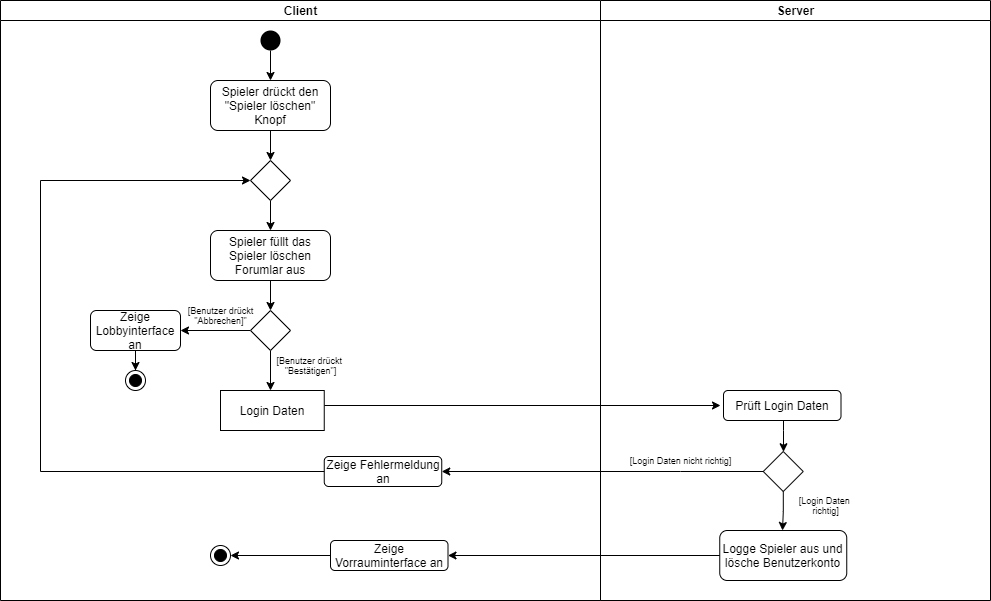 Client
Server
Spieler drückt den
"Spieler löschen"
Knopf
Spieler füllt das
Spieler löschen
Forumlar aus
[Benutzer drückt
"Abbrechen]"
Zeige
Lobbyinterface
an
[Benutzer drückt
"Bestätigen"]
Login Daten
Prüft Login Daten
[Login Daten nicht richtig]
Zeige Fehlermeldung
an
[Login Daten
richtig]
Logge Spieler aus und
lösche Benutzerkonto
Zeige
Vorrauminterface an